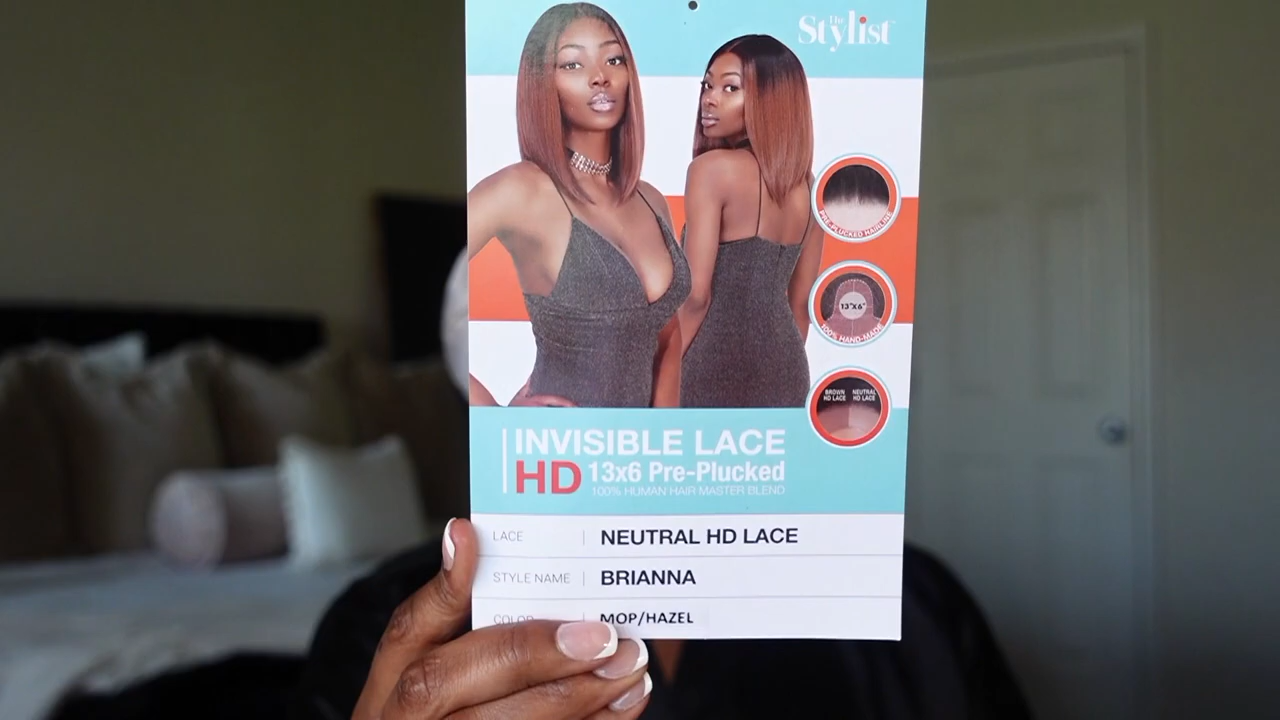 The
Stylist
PRE-PLUCKED HAIRLINE
13"X6"
100% HAND-MADE
BROWN HD LACE
NEUTRAL HD LACE
INVISIBLE LACE
HD 13x6 Pre-Plucked
100% HUMAN HAIR MASTER BLEND
LACE NEUTRAL HD LACE
STYLE NAME BRIANNA
COLOR MOP/HAZEL